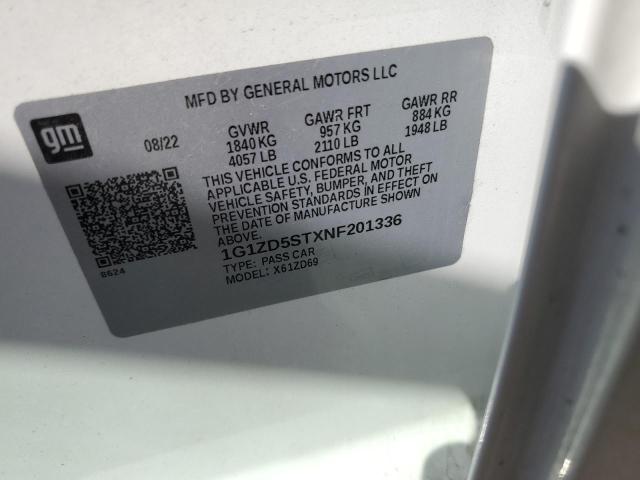 MFD BY GENERAL MOTORS LLC
gm
08/22
GVWR
1840 KG
4057 LB
GAWR FRT
957 KG
2110 LB
GAWR RR
884 KG
1948 LB
THIS VEHICLE CONFORMS TO ALL
APPLICABLE U.S. FEDERAL MOTOR
VEHICLE SAFETY, BUMPER, AND THEFT
PREVENTION STANDARDS IN EFFECT ON
THE DATE OF MANUFACTURE SHOWN
ABOVE.
1G1ZD5STXNF201336
TYPE: PASS CAR
MODEL: X61ZD69
8624